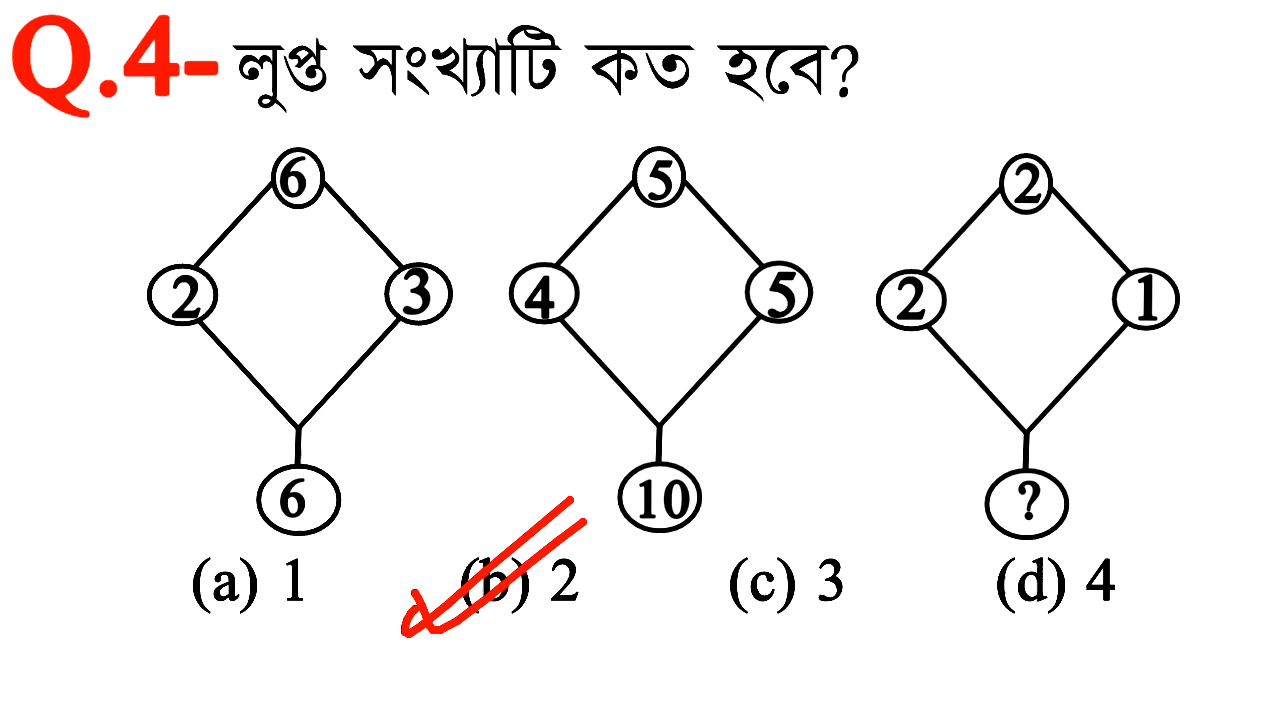 Q.4- লুপ্ত সংখ্যাটি কত হবে?
6 5 2
2 3 4 5 2 1
6 10 ?
(a) 1 (b) 2 (c) 3 (d) 4